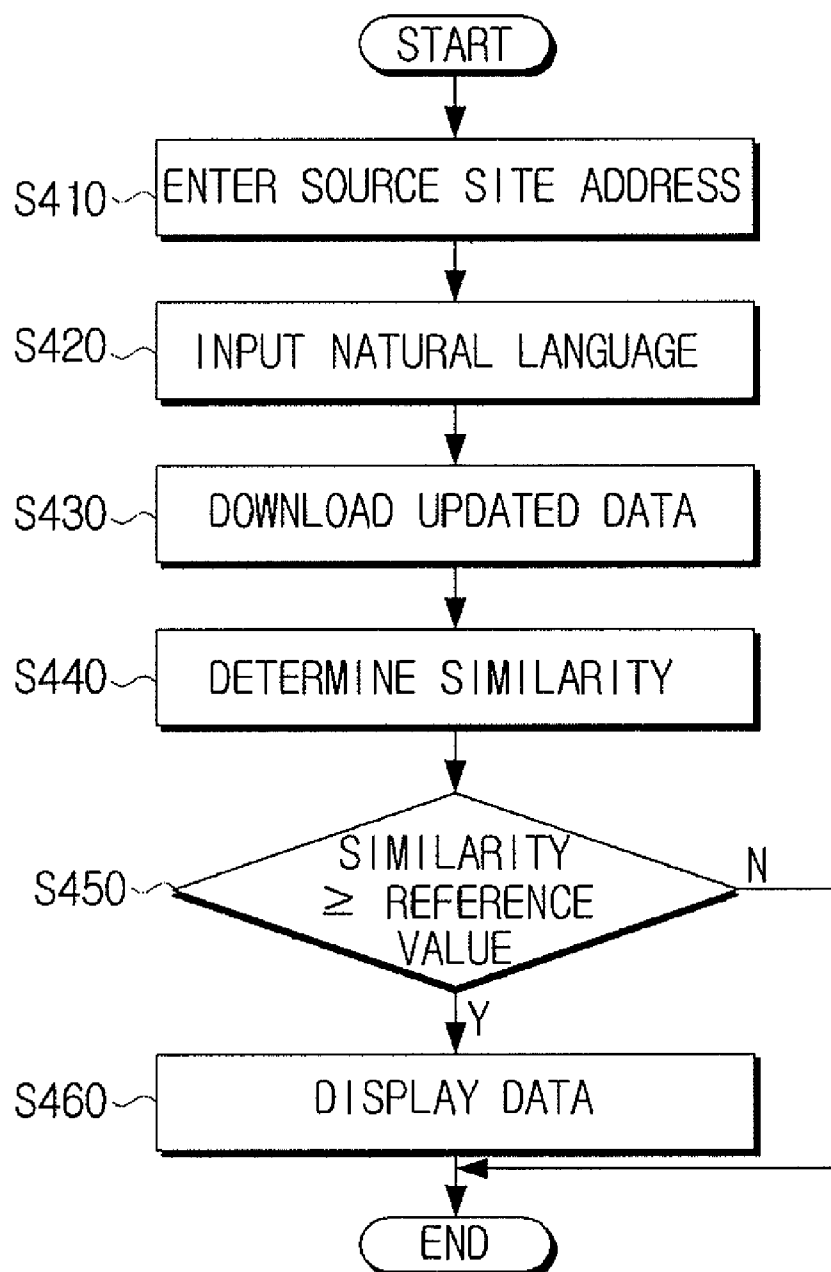 START
S410
ENTER SOURCE SITE ADDRESS
S420
INPUT NATURAL LANGUAGE
S430
DOWNLOAD UPDATED DATA
S440
DETERMINE SIMILARITY
S450
SIMILARITY
≥ REFERENCE
VALUE
N
Y
S460
DISPLAY DATA
END